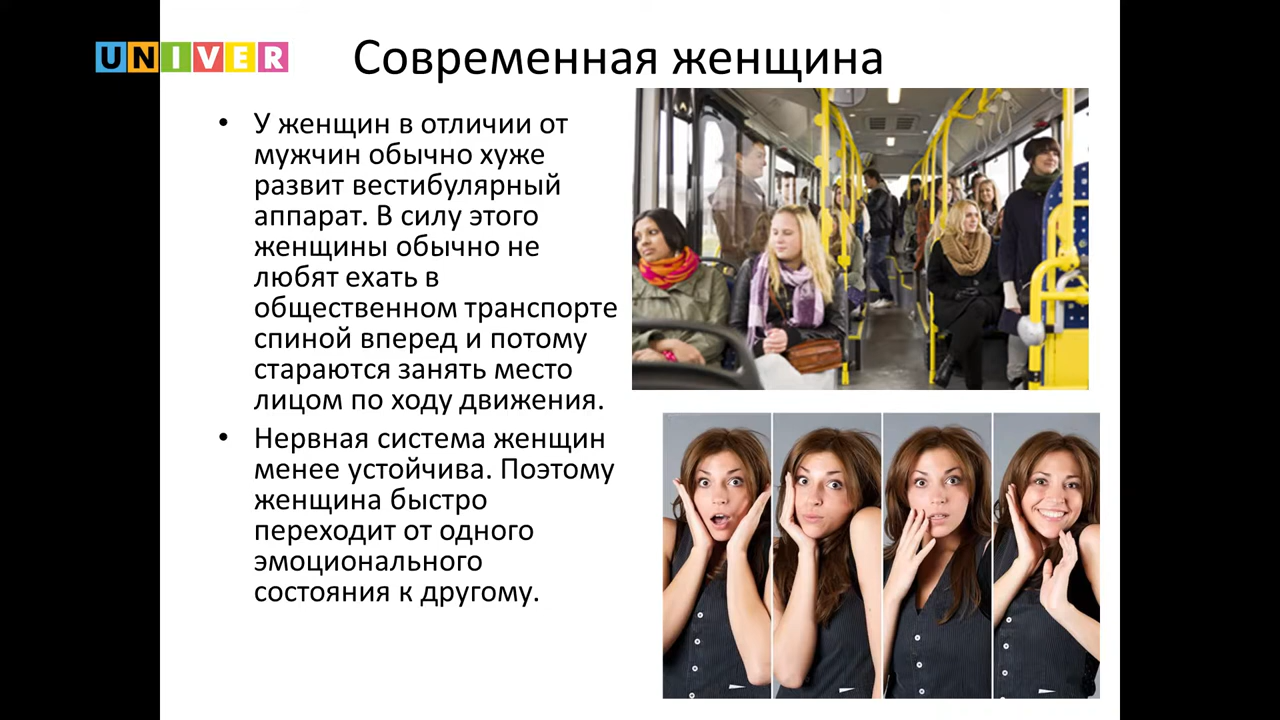 UNIVER
Современная женщина
• У женщин в отличии от
мужчин обычно хуже
развит вестибулярный
аппарат. В силу этого
женщины обычно не
любят ехать в
общественном транспорте
спиной вперед и потому
стараются занять место
лицом по ходу движения.
• Нервная система женщин
менее устойчива. Поэтому
женщина быстро
переходит от одного
эмоционального
состояния к другому.